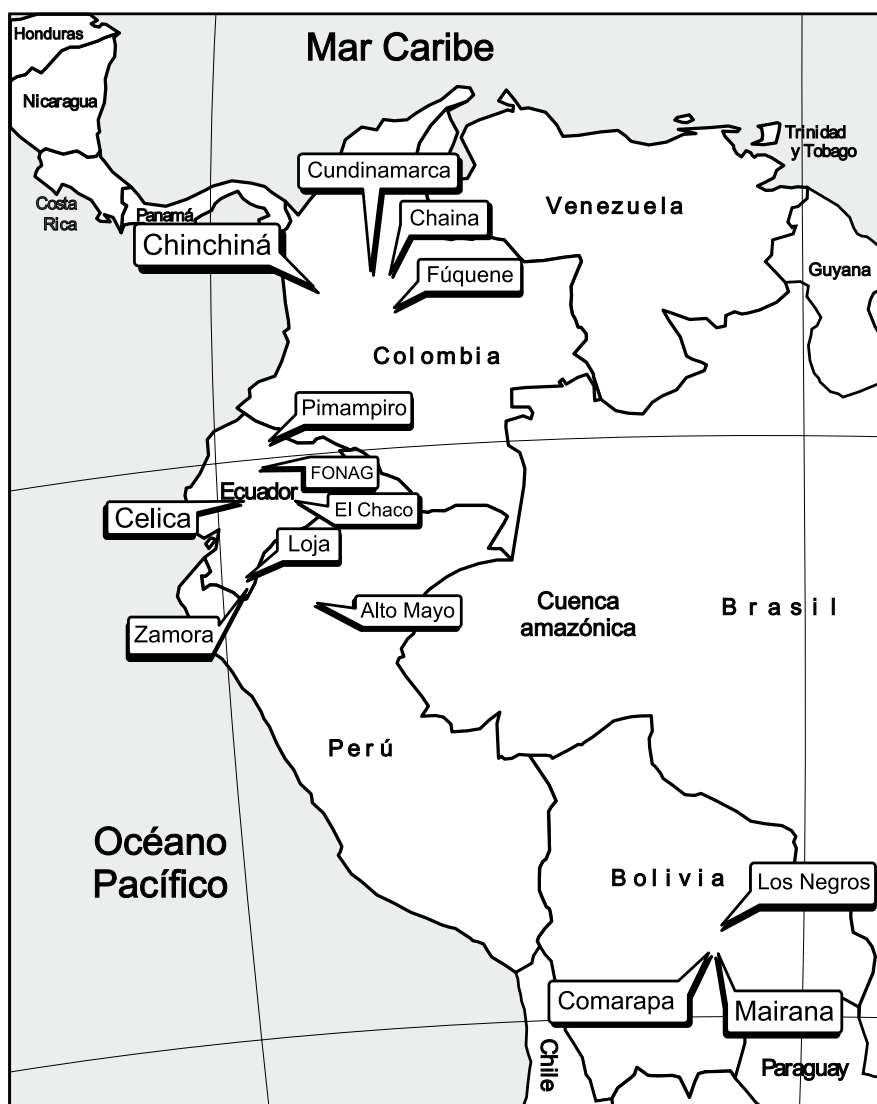 Honduras
Mar Caribe
Nicaragua
Trinidad
y Tobago
Cundinamarca
Costa
Rica
Panamá
Chaina
Venezuela
Chinchiná
Fúquene
Guyana
Colombia
Pimampiro
FONAG
Ecuador
El Chaco
Celica
Loja
Alto Mayo
Cuenca
amazónica
Brasil
Zamora
Perú
Océano
Pacífico
Bolivia
Los Negros
Comarapa
Mairana
Chile
Paraguay